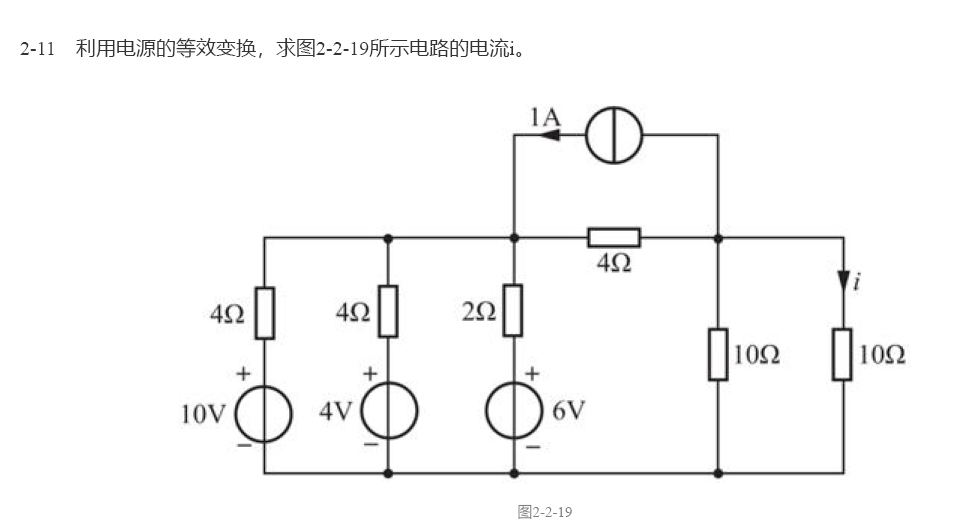 2-11 利用电源的等效变换，求图2-2-19所示电路的电流i。
1A
4Ω
i
4Ω
4Ω
2Ω
10Ω
10Ω
+
+
+
10V
4V
6V
−
−
−
图2-2-19